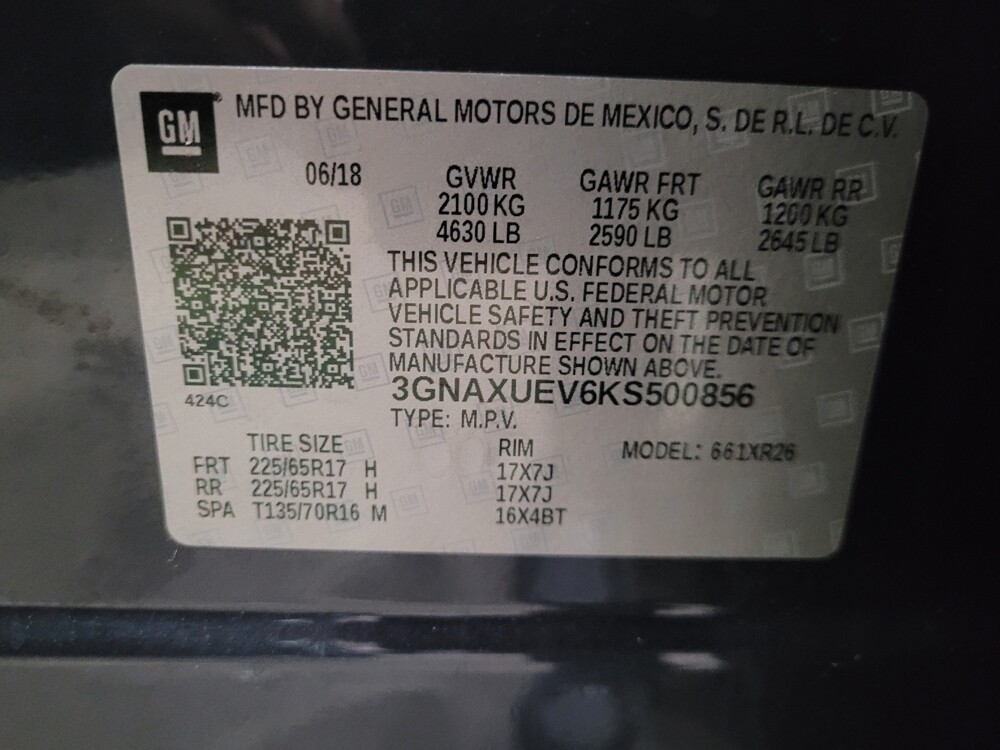 GM MFD BY GENERAL MOTORS DE MEXICO, S. DE R.L. DE C.V.
06/18 GVWR GAWR FRT GAWR RR
2100 KG 1175 KG 1200 KG
4630 LB 2590 LB 2645 LB
THIS VEHICLE CONFORMS TO ALL
APPLICABLE U.S. FEDERAL MOTOR
VEHICLE SAFETY AND THEFT PREVENTION
STANDARDS IN EFFECT ON THE DATE OF
MANUFACTURE SHOWN ABOVE.
424C 3GNAXUEV6KS500856
TYPE: M.P.V.
TIRE SIZE RIM MODEL: 661XR26
FRT 225/65R17 H 17X7J
RR 225/65R17 H 17X7J
SPA T135/70R16 M 16X4BT